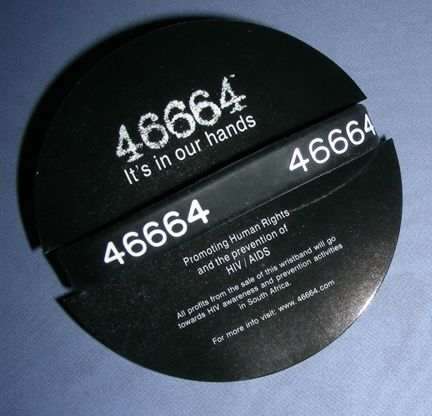 46664™
It's in our hands
46664
46664
Promoting Human Rights
and the prevention of
HIV / AIDS
All profits from the sale of this wristband will go
towards HIV awareness and prevention activities
in South Africa.
For more info visit: www.46664.com